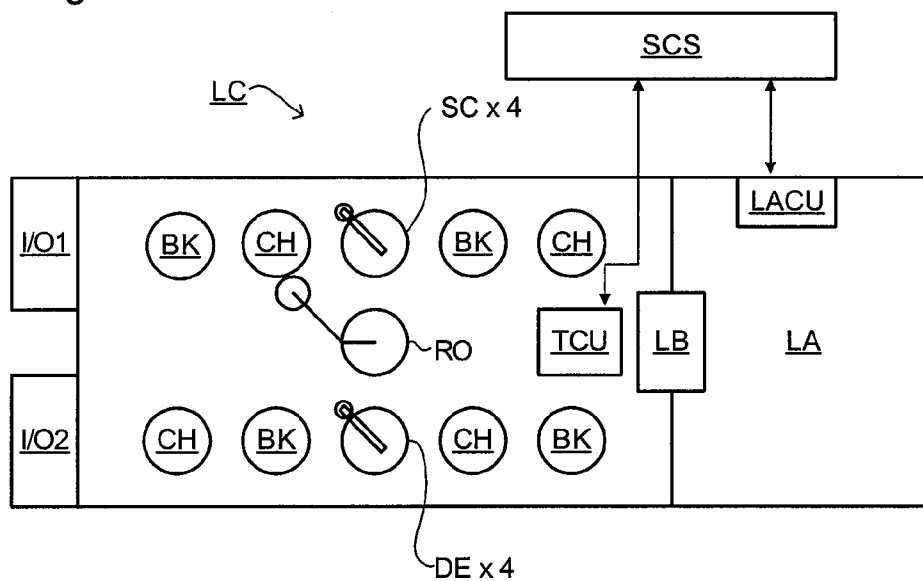 SCS
LC
SC x 4
LACU
I/O1
BK
CH
BK
CH
RO
TCU
LB
LA
I/O2
CH
BK
CH
BK
DE x 4